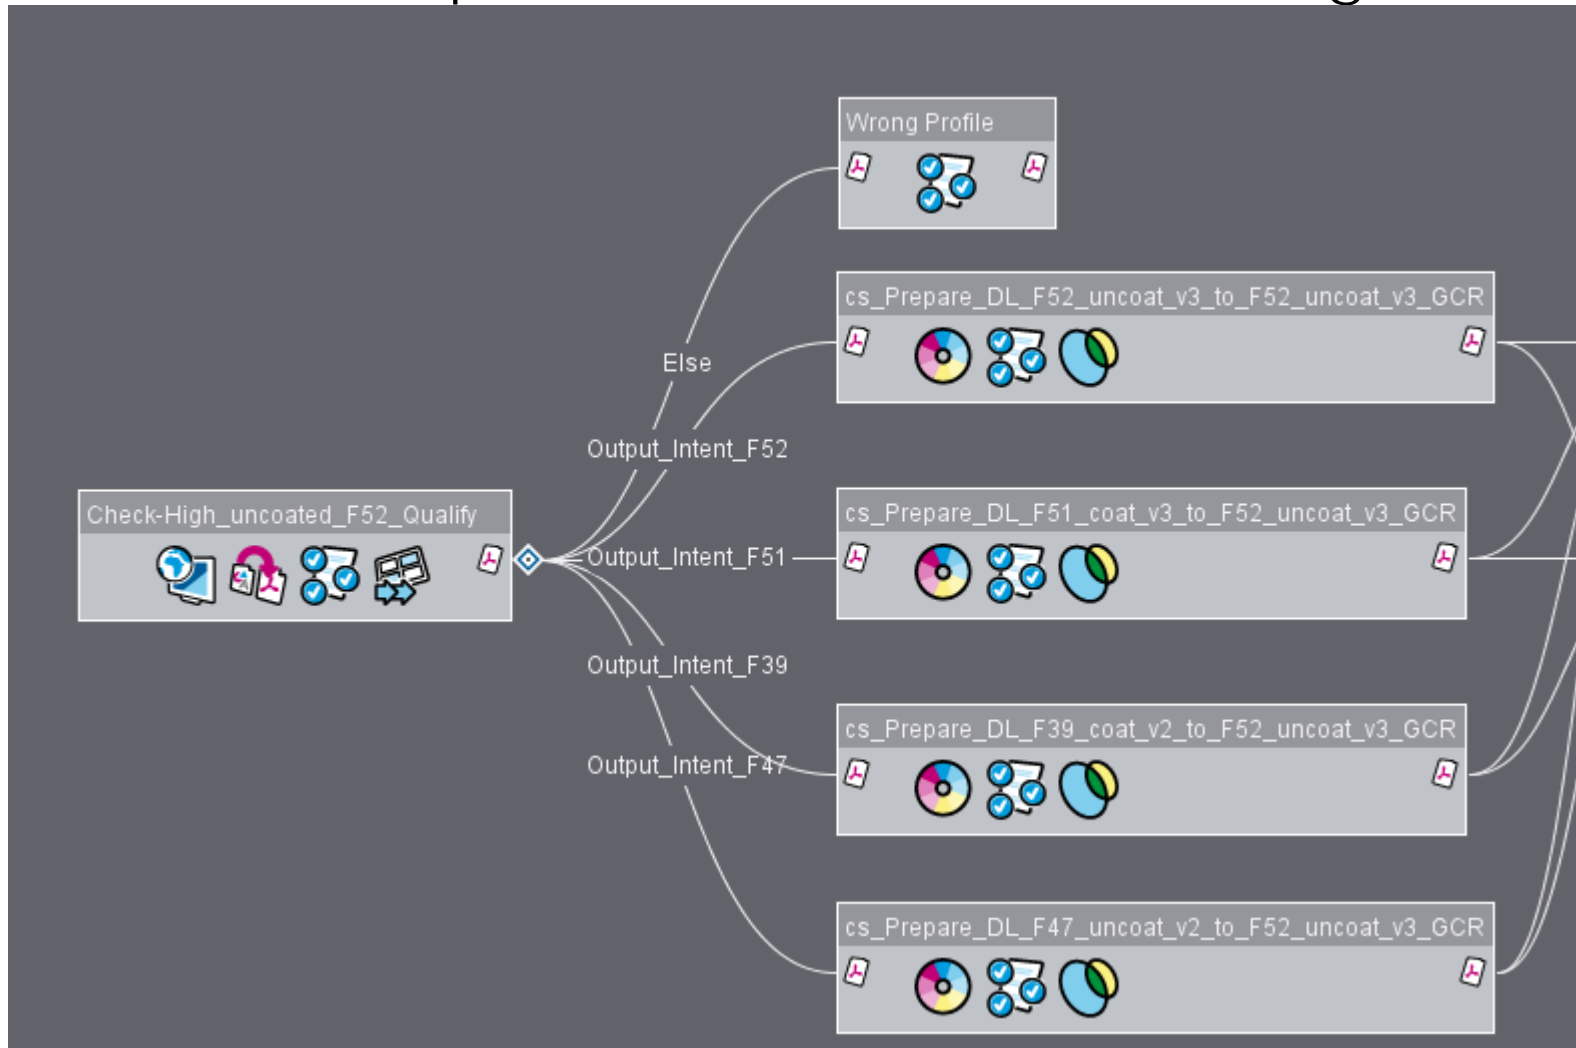 Wrong Profile
cs_Prepare_DL_F52_uncoat_v3_to_F52_uncoat_v3_GCR
Else
Output_Intent_F52
Check-High_uncoated_F52_Qualify
cs_Prepare_DL_F51_coat_v3_to_F52_uncoat_v3_GCR
Output_Intent_F51
Output_Intent_F39
cs_Prepare_DL_F39_coat_v2_to_F52_uncoat_v3_GCR
Output_Intent_F47
cs_Prepare_DL_F47_uncoat_v2_to_F52_uncoat_v3_GCR